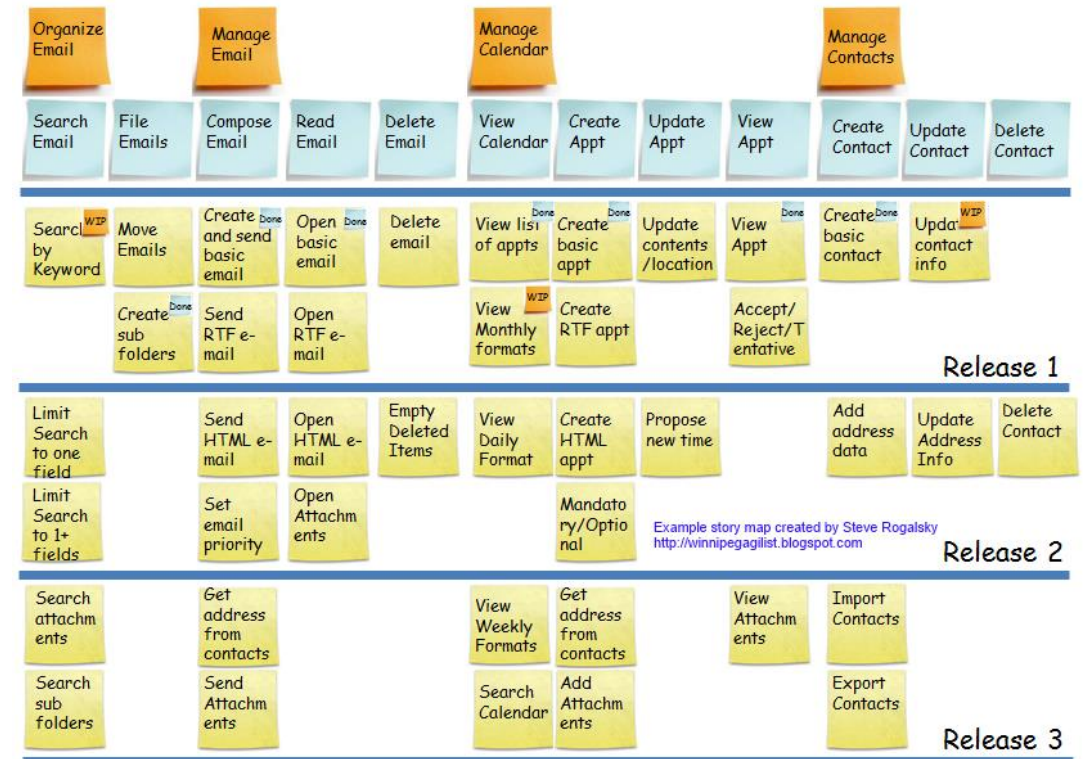 Organize
Email
Manage
Email
Manage
Calendar
Manage
Contacts
Search
Email
File
Emails
Compose
Email
Read
Email
Delete
Email
View
Calendar
Create
Appt
Update
Appt
View
Appt
Create
Contact
Update
Contact
Delete
Contact
Search
WIP
by
Keyword
Move
Emails
Create
Done
and send
basic
email
Open
Done
basic
email
Delete
email
View list
Done
of appts
Create
Done
basic
appt
Update
contents
/location
View
Done
Appt
Create
Done
basic
contact
Update
WIP
contact
info
Create
Done
sub
folders
Send
RTF e-
mail
Open
RTF e-
mail
View
WIP
Monthly
formats
Create
RTF appt
Accept/
Reject/T
entative
Release 1
Limit
Search
to one
field
Send
HTML e-
mail
Open
HTML e-
mail
Empty
Deleted
Items
View
Daily
Format
Create
HTML
appt
Propose
new time
Add
address
data
Update
Address
Info
Delete
Contact
Limit
Search
to 1+
fields
Set
email
priority
Open
Attachm
ents
Mandato
ry/Optio
nal
Example story map created by Steve Rogalsky
http://winnipegagilist.blogspot.com
Release 2
Search
attachm
ents
Get
address
from
contacts
View
Weekly
Formats
Get
address
from
contacts
View
Attachm
ents
Import
Contacts
Search
sub
folders
Send
Attachm
ents
Search
Calendar
Add
Attachm
ents
Export
Contacts
Release 3